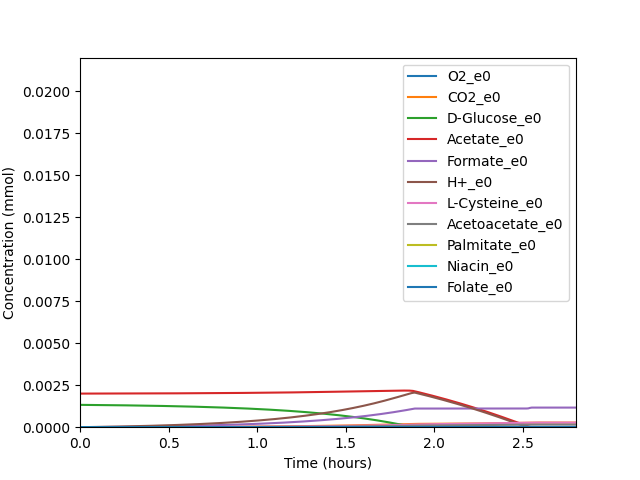 0.0200
0.0175
0.0150
0.0125
0.0100
0.0075
0.0050
0.0025
0.0000
Concentration (mmol)
0.0 0.5 1.0 1.5 2.0 2.5
Time (hours)
O2_e0
CO2_e0
D-Glucose_e0
Acetate_e0
Formate_e0
H+_e0
L-Cysteine_e0
Acetoacetate_e0
Palmitate_e0
Niacin_e0
Folate_e0